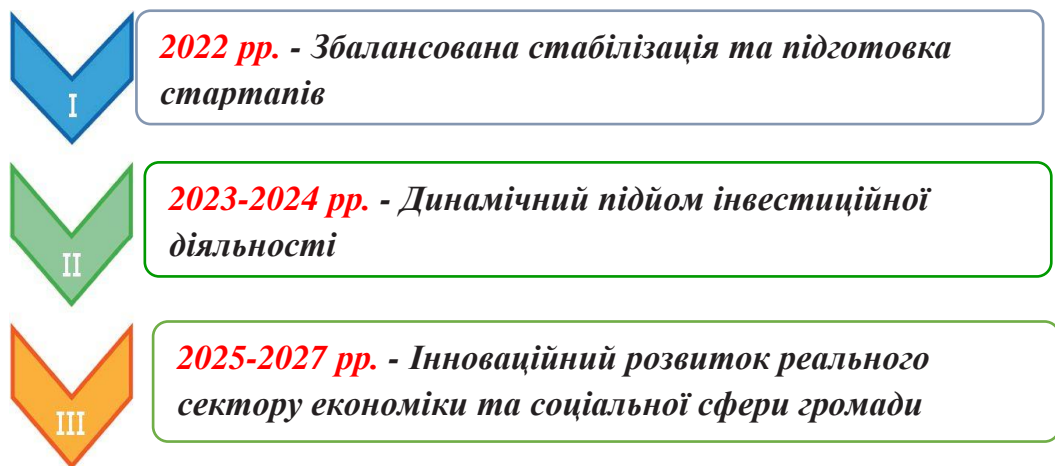 I
2022 рр. - Збалансована стабілізація та підготовка
стартапів
II
2023-2024 рр. - Динамічний підйом інвестиційної
діяльності
III
2025-2027 рр. - Інноваційний розвиток реального
сектору економіки та соціальної сфери громади